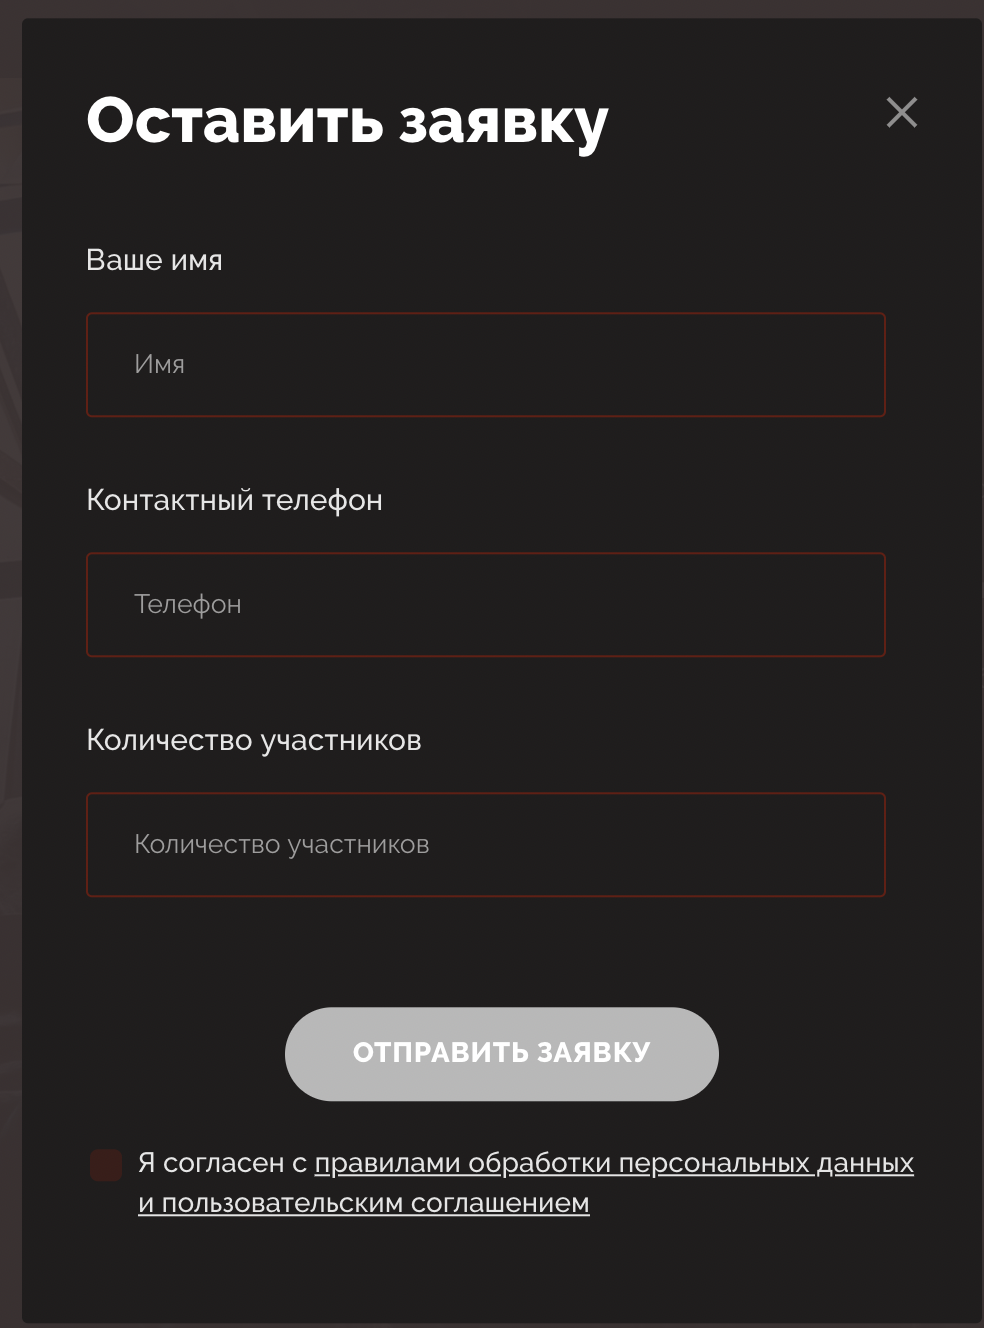 Оставить заявку
Ваше имя
Имя
Контактный телефон
Телефон
Количество участников
Количество участников
ОТПРАВИТЬ ЗАЯВКУ
Я согласен с правилами обработки персональных данных
и пользовательским соглашением